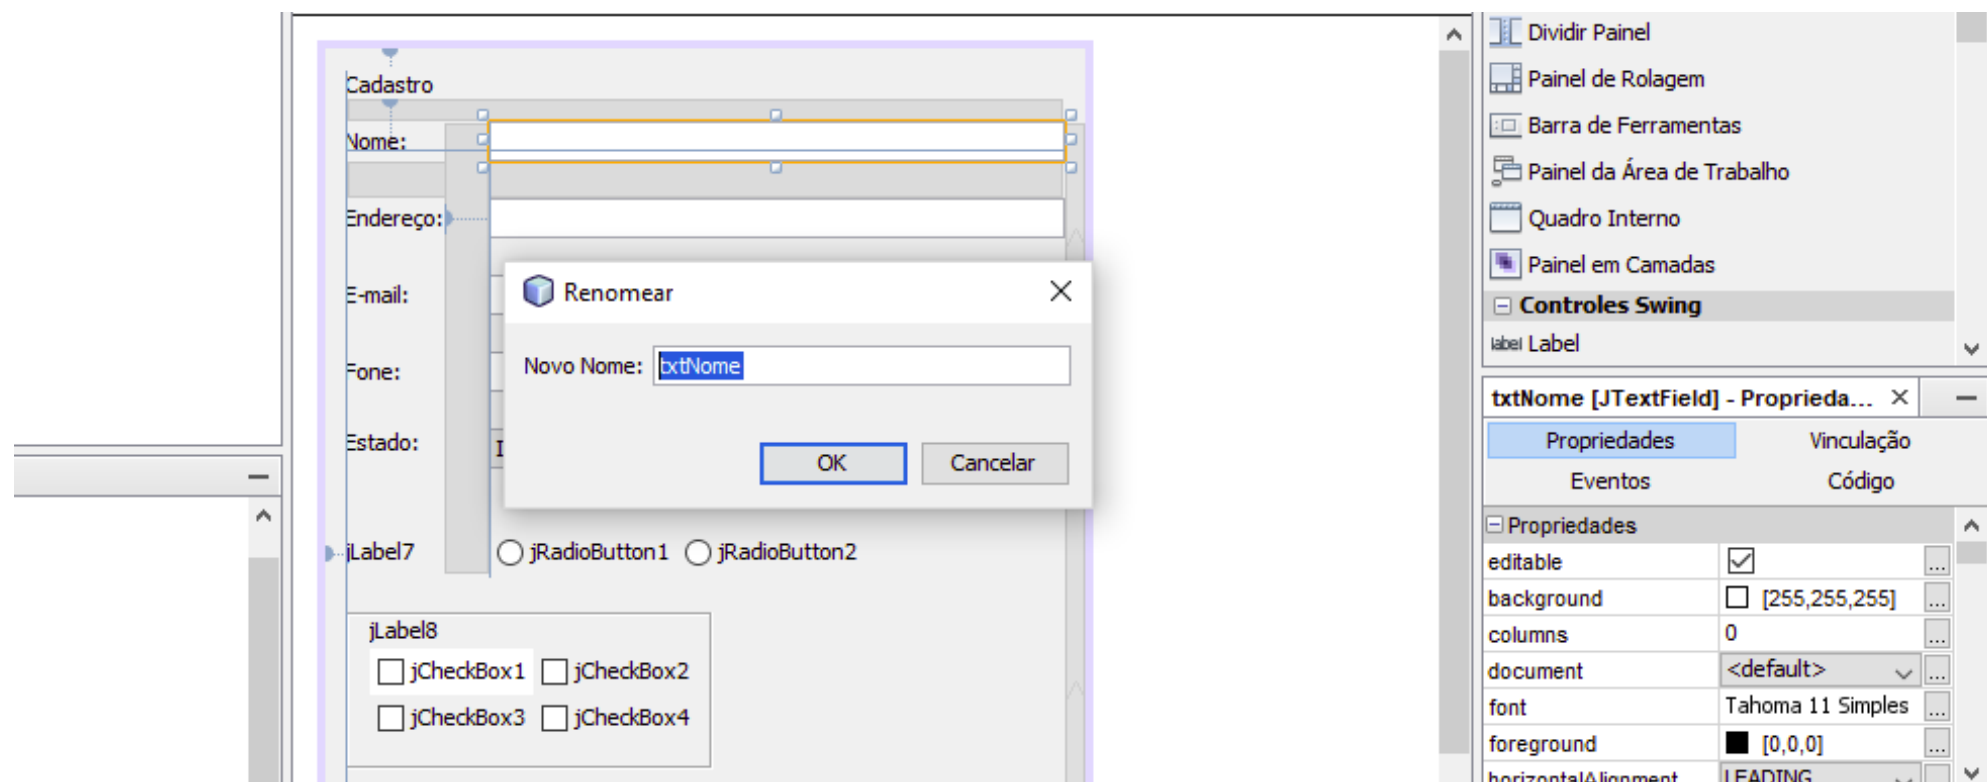 Cadastro
Nome:
Endereço:
E-mail:
Fone:
Estado:
jLabel7
jRadioButton1 jRadioButton2
jLabel8
jCheckBox1 jCheckBox2
jCheckBox3 jCheckBox4
Renomear
Novo Nome: txtNome
OK Cancelar
Dividir Painel
Painel de Rolagem
Barra de Ferramentas
Painel da Área de Trabalho
Quadro Interno
Painel em Camadas
Controles Swing
label Label
txtNome [JTextField] - Proprieda...
Propriedades Vinculação
Eventos Código
Propriedades
editable ...
background [255,255,255] ...
columns 0 ...
document <default> ...
font Tahoma 11 Simples ...
foreground [0,0,0] ...
horizontalAlignment LEADING